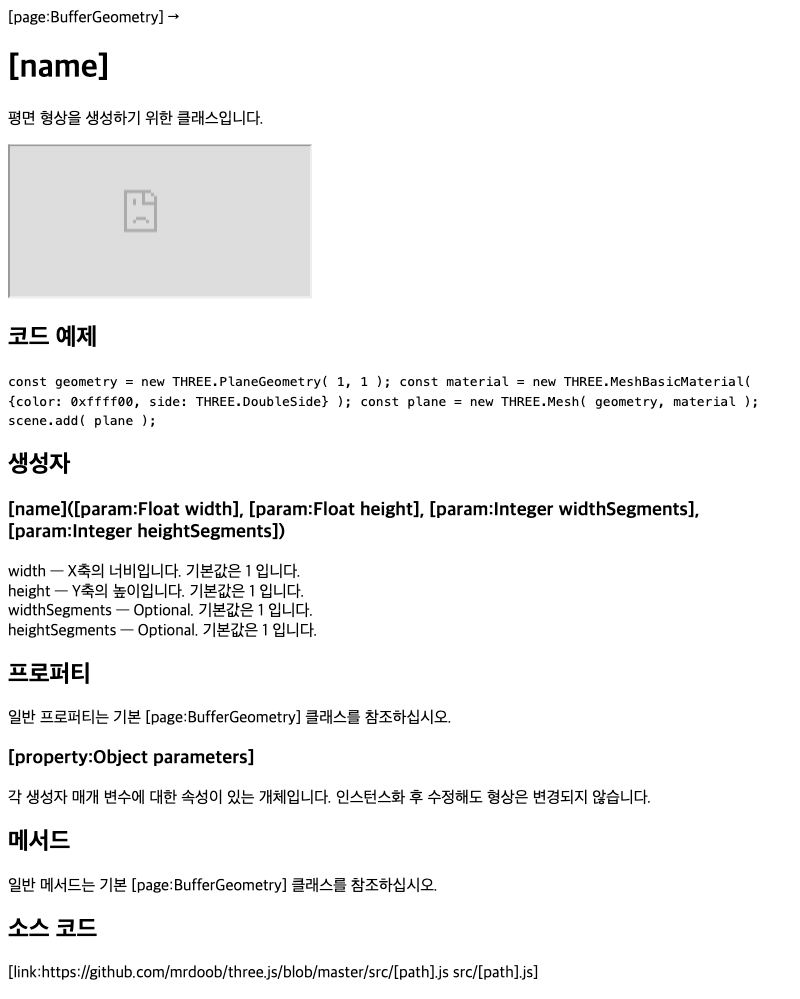 [page:BufferGeometry] →
[name]
평면 형상을 생성하기 위한 클래스입니다.
코드 예제
const geometry = new THREE.PlaneGeometry( 1, 1 ); const material = new THREE.MeshBasicMaterial(
{color: 0xffff00, side: THREE.DoubleSide} ); const plane = new THREE.Mesh( geometry, material );
scene.add( plane );
생성자
[name]([param:Float width], [param:Float height], [param:Integer widthSegments],
[param:Integer heightSegments])
width — X축의 너비입니다. 기본값은 1 입니다.
height — Y축의 높이입니다. 기본값은 1 입니다.
widthSegments — Optional. 기본값은 1 입니다.
heightSegments — Optional. 기본값은 1 입니다.
프로퍼티
일반 프로퍼티는 기본 [page:BufferGeometry] 클래스를 참조하십시오.
[property:Object parameters]
각 생성자 매개 변수에 대한 속성이 있는 개체입니다. 인스턴스화 후 수정해도 형상은 변경되지 않습니다.
메서드
일반 메서드는 기본 [page:BufferGeometry] 클래스를 참조하십시오.
소스 코드
[link:https://github.com/mrdoob/three.js/blob/master/src/[path].js src/[path].js]